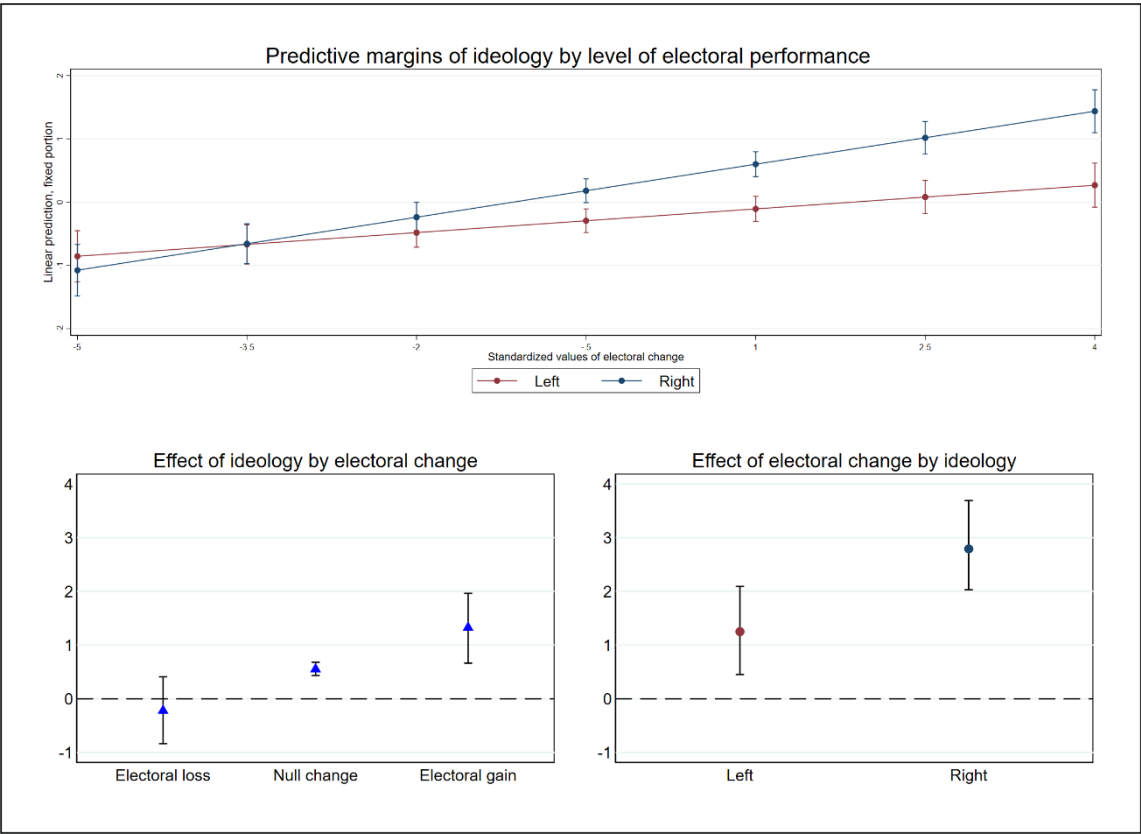 Predictive margins of ideology by level of electoral performance
Linear prediction, fixed portion
2
1
0
-1
-2
-5
-3.5
-2
-.5
1
2.5
4
Standardized values of electoral change
Left
Right
Effect of ideology by electoral change
4
3
2
1
0
-1
Electoral loss
Null change
Electoral gain
Effect of electoral change by ideology
4
3
2
1
0
-1
Left
Right